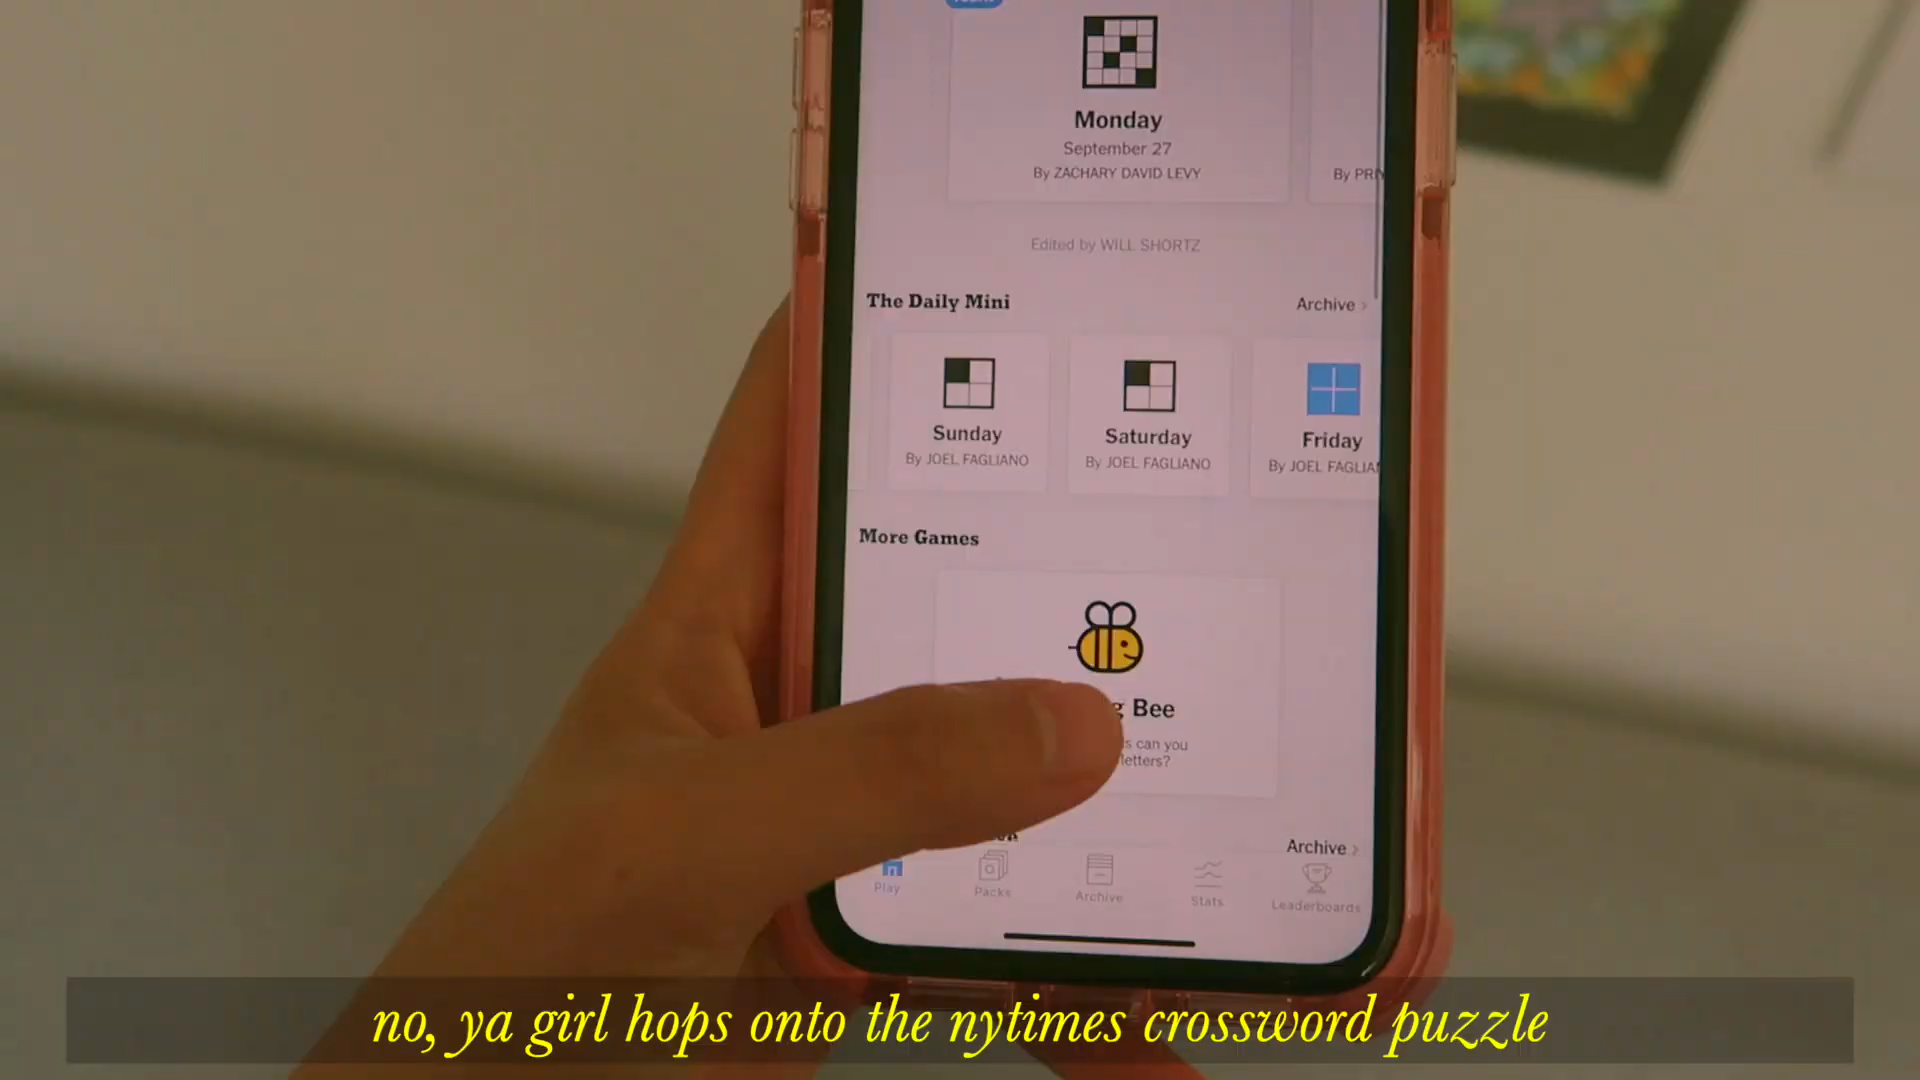 Monday
September 27
By ZACHARY DAVID LEVY
By PRI
Edited by WILL SHORTZ
The Daily Mini
Archive >
Sunday
By JOEL FAGLIANO
Saturday
By JOEL FAGLIANO
Friday
By JOEL FAGLIA
More Games
g Bee
s can you
letters?
Archive >
Play
Packs
Archive
Stats
Leaderboards
no, ya girl hops onto the nytimes crossword puzzle